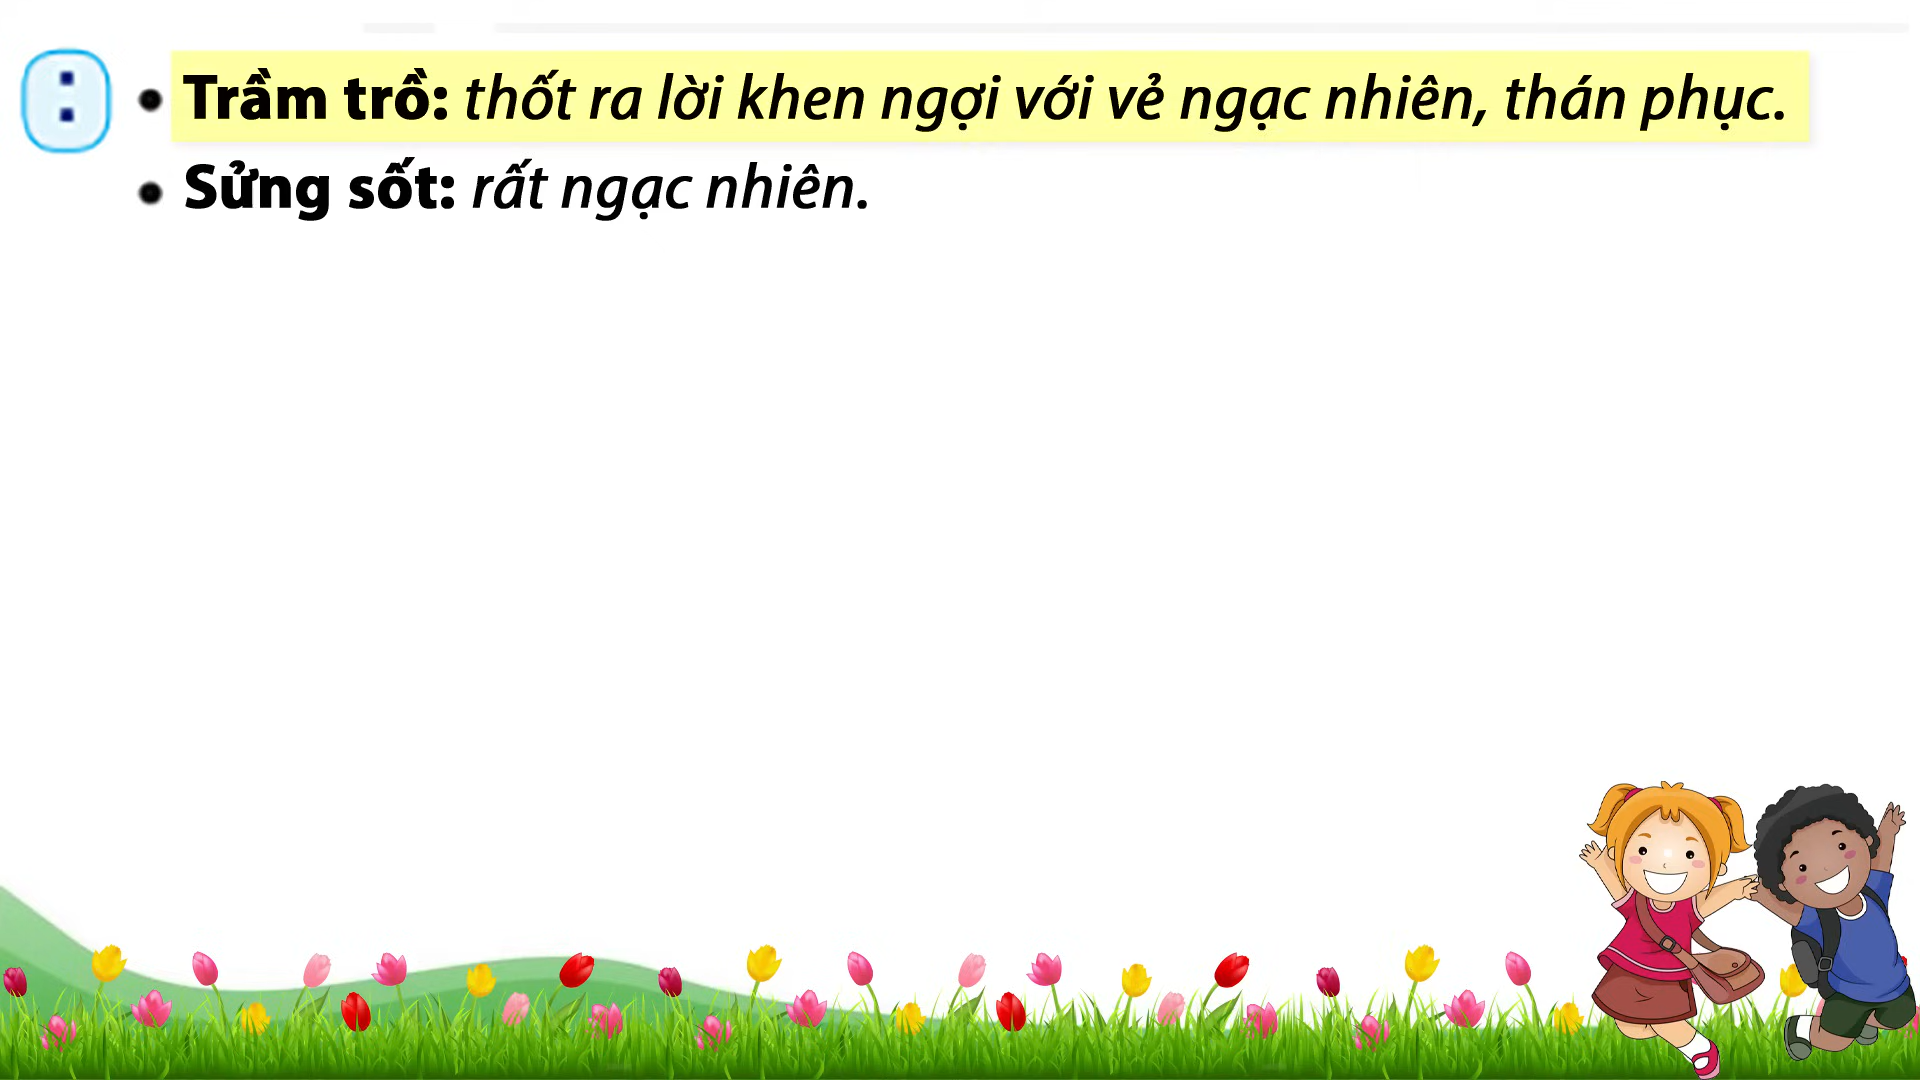 : • Trầm trồ: thốt ra lời khen ngợi với vẻ ngạc nhiên, thán phục.
• Sửng sốt: rất ngạc nhiên.